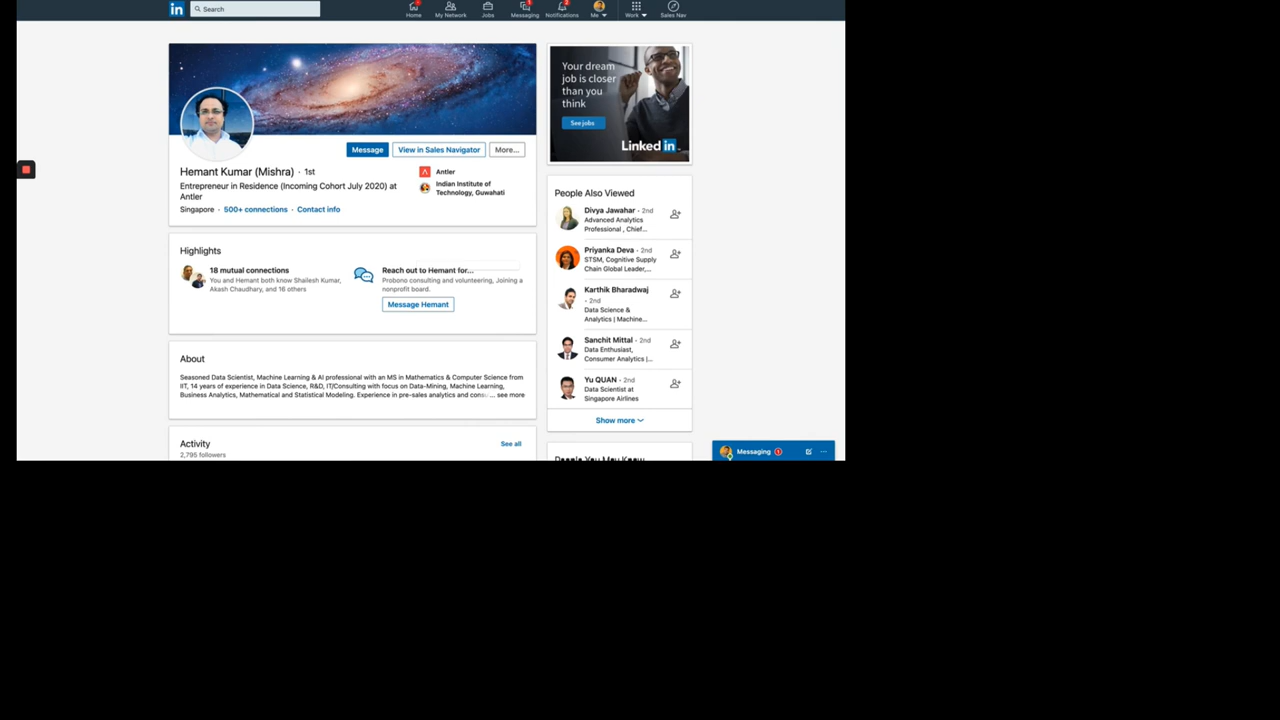 in
Search
Home
My Network
Jobs
Messaging
Notifications
Me
Work
Sales Nav
Message
View in Sales Navigator
More...
Hemant Kumar (Mishra) · 1st
Entrepreneur in Residence (Incoming Cohort July 2020) at
Antler
Singapore · 500+ connections · Contact info
Antler
Indian Institute of
Technology, Guwahati
Highlights
18 mutual connections
You and Hemant both know Shailesh Kumar,
Akash Chaudhary, and 16 others
Reach out to Hemant for...
Probono consulting and volunteering, Joining a
nonprofit board.
Message Hemant
About
Seasoned Data Scientist, Machine Learning & AI professional with an MS in Mathematics & Computer Science from
IIT, 14 years of experience in Data Science, R&D, IT/Consulting with focus on Data-Mining, Machine Learning,
Business Analytics, Mathematical and Statistical Modeling. Experience in pre-sales analytics and consu... see more
Activity
See all
2,795 followers
Your dream
job is closer
than you
think
See jobs
Linked in
People Also Viewed
Divya Jawahar · 2nd
Advanced Analytics
Professional , Chief...
Priyanka Deva · 2nd
STSM, Cognitive Supply
Chain Global Leader,...
Karthik Bharadwaj
· 2nd
Data Science &
Analytics | Machine...
Sanchit Mittal · 2nd
Data Enthusiast,
Consumer Analytics |...
Yu QUAN · 2nd
Data Scientist at
Singapore Airlines
Show more
People You May Know
Messaging 1